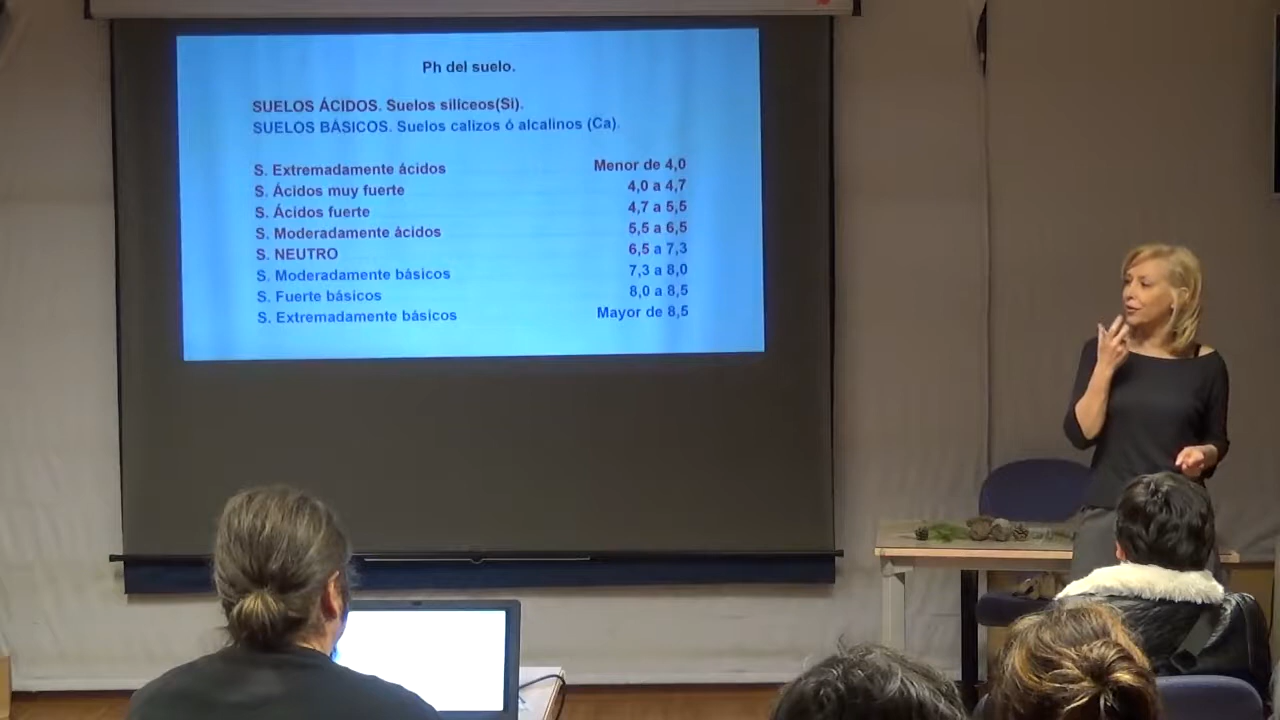 Ph del suelo.
SUELOS ÁCIDOS. Suelos silíceos(Si).
SUELOS BÁSICOS. Suelos calizos ó alcalinos (Ca).
S. Extremadamente ácidos Menor de 4,0
S. Ácidos muy fuerte 4,0 a 4,7
S. Ácidos fuerte 4,7 a 5,5
S. Moderadamente ácidos 5,5 a 6,5
S. NEUTRO 6,5 a 7,3
S. Moderadamente básicos 7,3 a 8,0
S. Fuerte básicos 8,0 a 8,5
S. Extremadamente básicos Mayor de 8,5